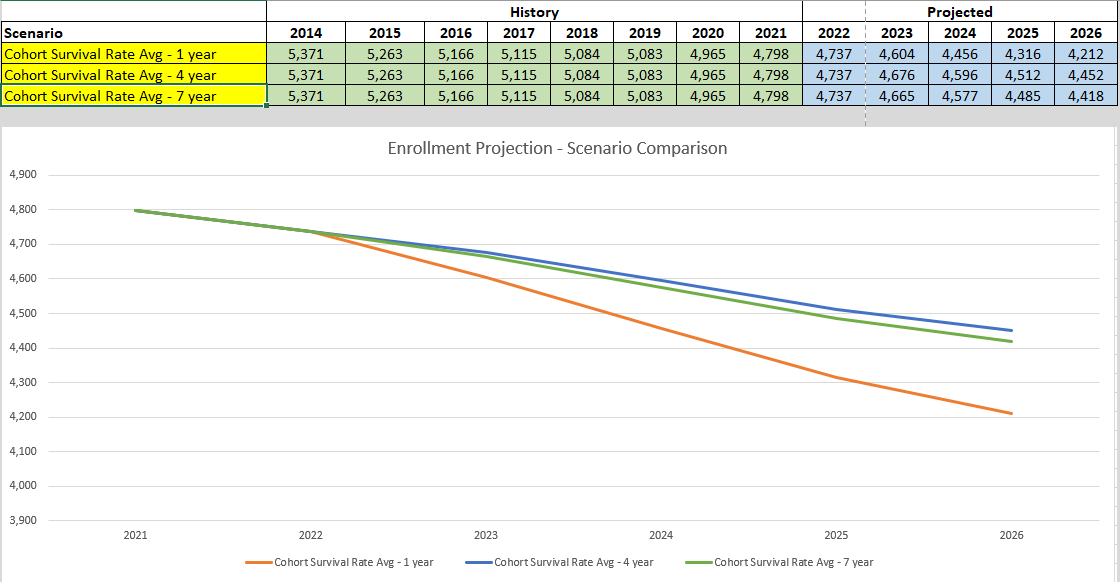 History Projected
Scenario 2014 2015 2016 2017 2018 2019 2020 2021 2022 2023 2024 2025 2026
Cohort Survival Rate Avg - 1 year 5,371 5,263 5,166 5,115 5,084 5,083 4,965 4,798 4,737 4,604 4,456 4,316 4,212
Cohort Survival Rate Avg - 4 year 5,371 5,263 5,166 5,115 5,084 5,083 4,965 4,798 4,737 4,676 4,596 4,512 4,452
Cohort Survival Rate Avg - 7 year 5,371 5,263 5,166 5,115 5,084 5,083 4,965 4,798 4,737 4,665 4,577 4,485 4,418
Enrollment Projection - Scenario Comparison
4,900
4,800
4,700
4,600
4,500
4,400
4,300
4,200
4,100
4,000
3,900
2021 2022 2023 2024 2025 2026
Cohort Survival Rate Avg - 1 year Cohort Survival Rate Avg - 4 year Cohort Survival Rate Avg - 7 year